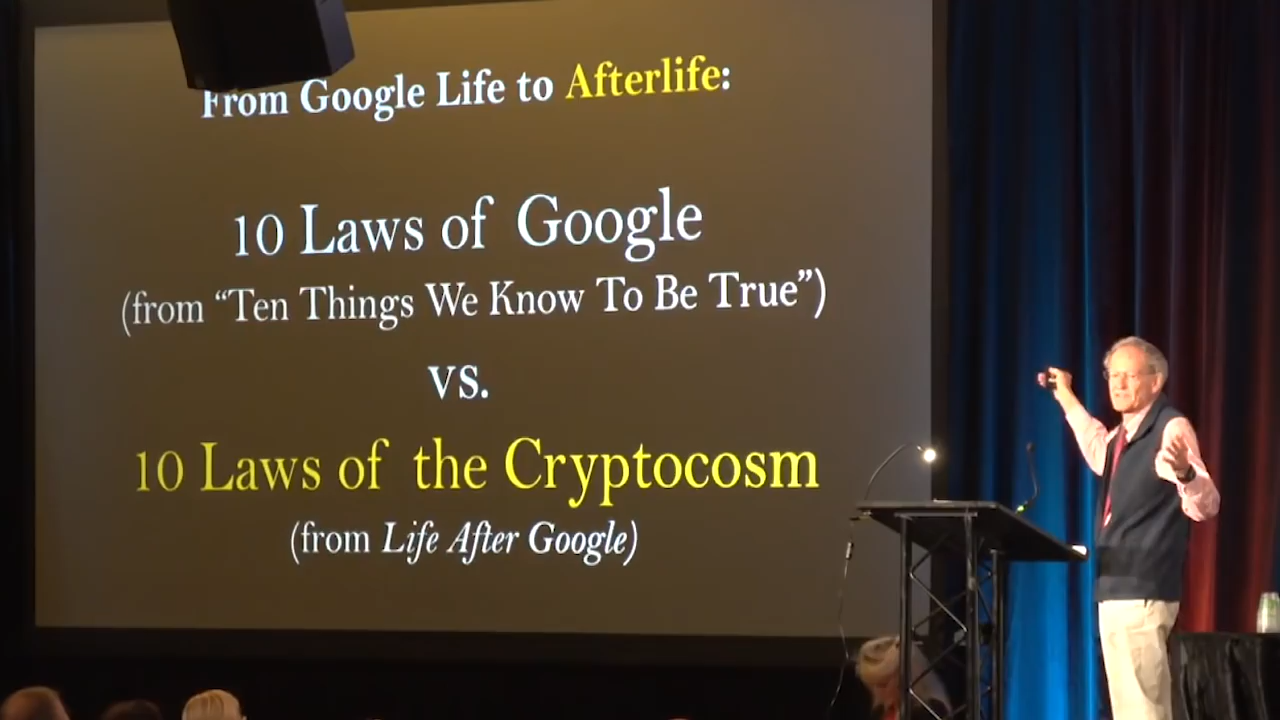 From Google Life to Afterlife:
10 Laws of Google
(from “Ten Things We Know To Be True”)
vs.
10 Laws of the Cryptocosm
(from Life After Google)